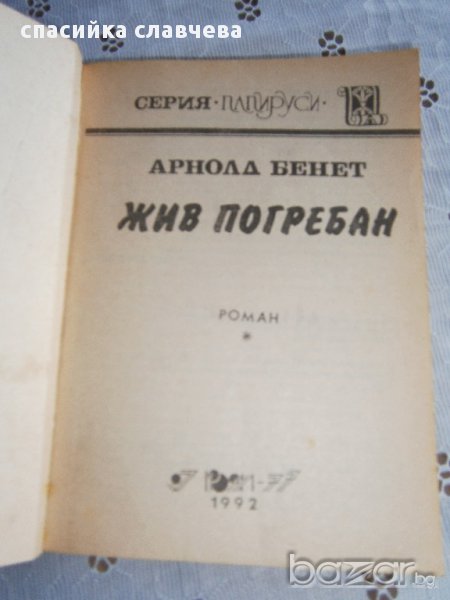 спасийка славчева
СЕРИЯ · ПАПИРУСИ ·
АРНОЛД БЕНЕТ
ЖИВ ПОГРЕБАН
РОМАН
*
1992
bazar.bg